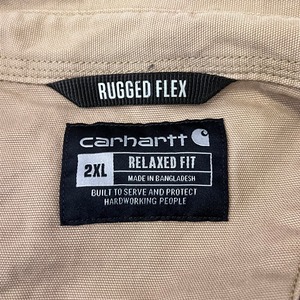 RUGGED FLEX
carhartt
2XL RELAXED FIT
MADE IN BANGLADESH
BUILT TO SERVE AND PROTECT
HARDWORKING PEOPLE